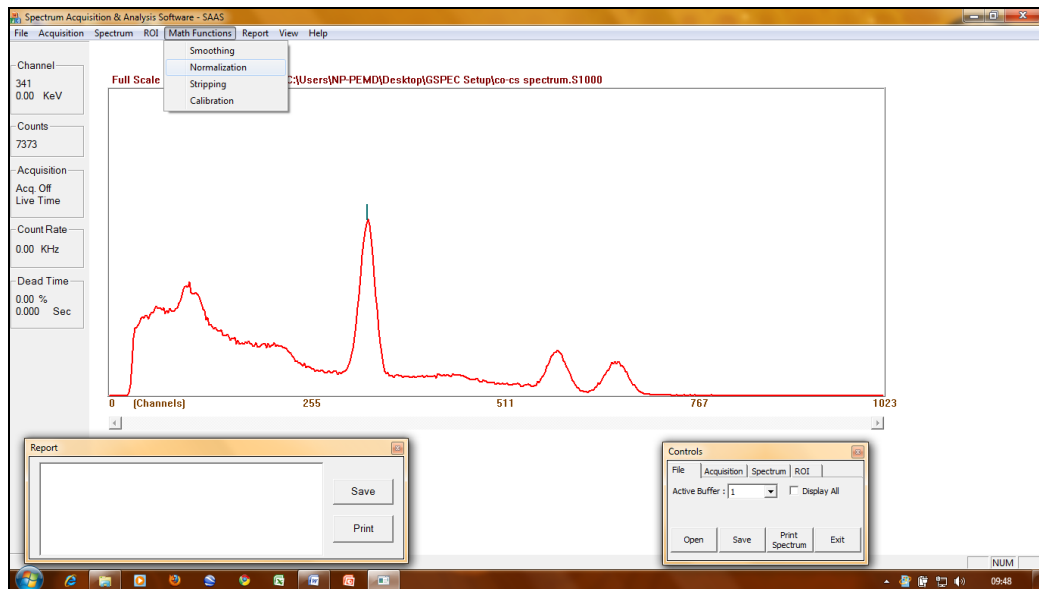 Spectrum Acquisition & Analysis Software - SAAS
File Acquisition Spectrum ROI Math Functions Report View Help
Smoothing
Normalization
Stripping
Calibration
Channel
341
0.00 KeV
Counts
7373
Acquisition
Acq. Off
Live Time
Count Rate
0.00 KHz
Dead Time
0.00 %
0.000 Sec
Full Scale
C:\Users\NP-PEMD\Desktop\GSPEC Setup\co-cs spectrum.S1000
0 [Channels] 255 511 767 1023
Report
Save
Print
Controls
File Acquisition Spectrum ROI
Active Buffer : 1 Display All
Open Save Print Spectrum Exit
NUM
09:48